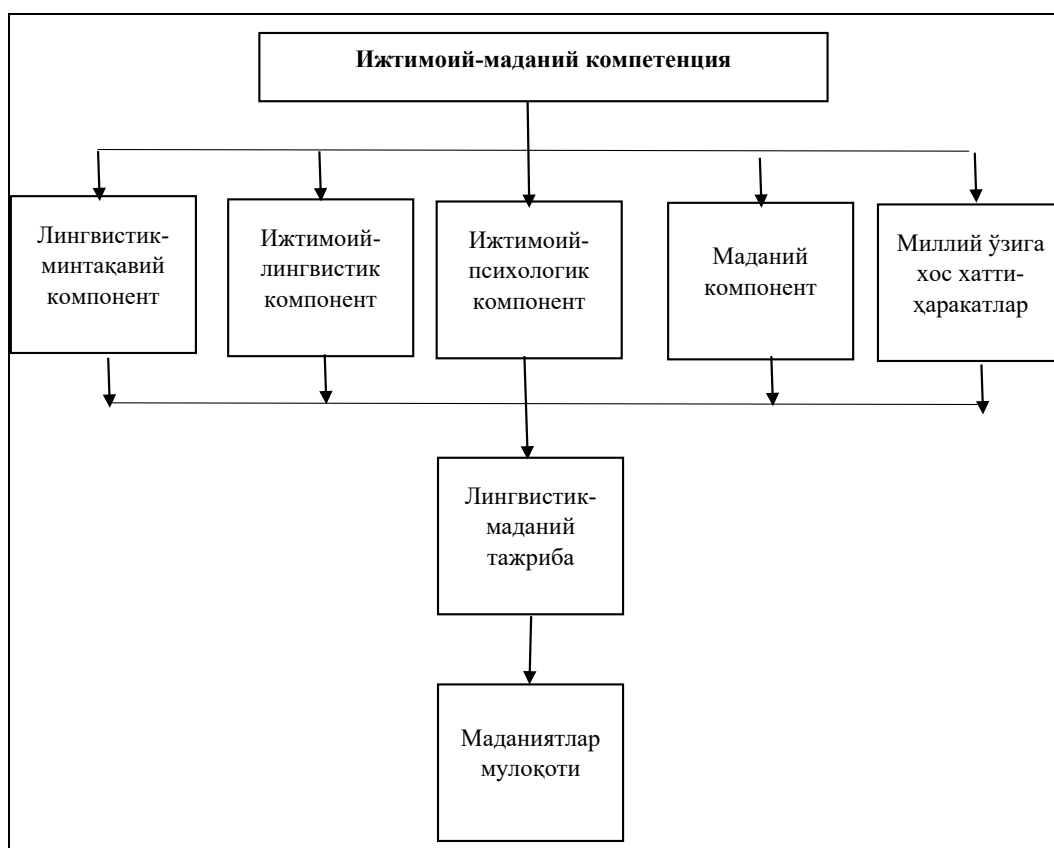 Ижтимоий-маданий компетенция
Лингвистик-
минтақавий
компонент
Ижтимоий-
лингвистик
компонент
Ижтимоий-
психологик
компонент
Маданий
компонент
Миллий ўзига
хос хатти-
ҳаракатлар
Лингвистик-
маданий
тажриба
Маданиятлар
мулоқоти